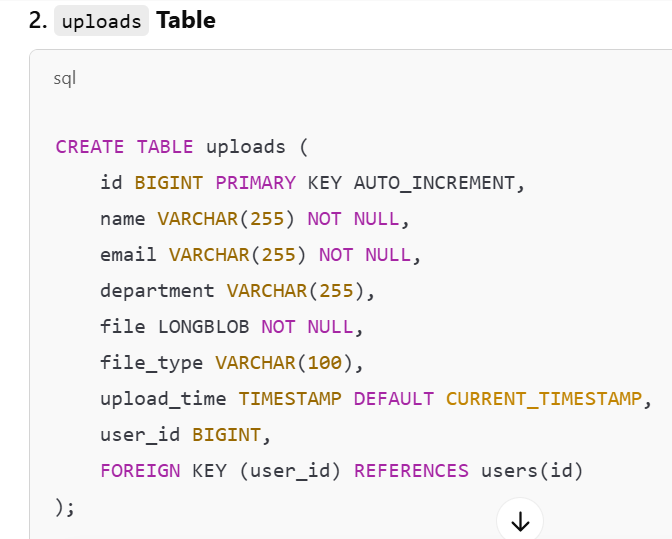 2. uploads Table
sql
CREATE TABLE uploads (
id BIGINT PRIMARY KEY AUTO_INCREMENT,
name VARCHAR(255) NOT NULL,
email VARCHAR(255) NOT NULL,
department VARCHAR(255),
file LONGBLOB NOT NULL,
file_type VARCHAR(100),
upload_time TIMESTAMP DEFAULT CURRENT_TIMESTAMP,
user_id BIGINT,
FOREIGN KEY (user_id) REFERENCES users(id)
);